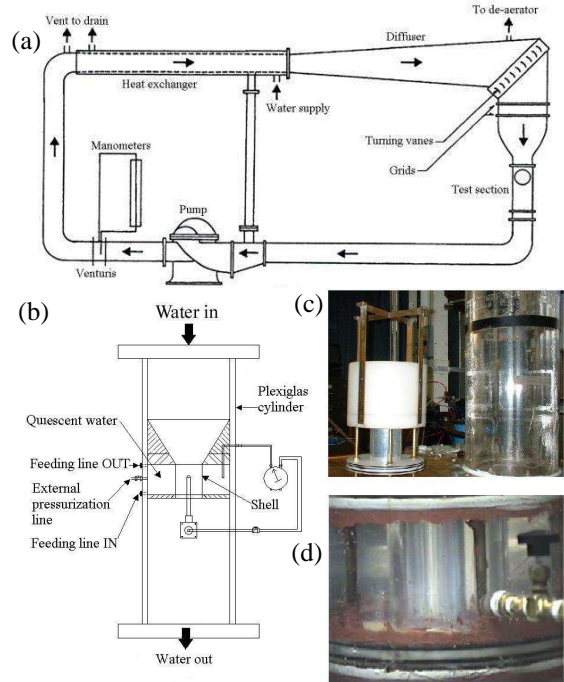 (a)
Vent to drain
To de-aerator
Diffuser
Heat exchanger
Water supply
Turning vanes
Manometers
Grids
Test section
Pump
Venturis
(b)
Water in
Plexiglas
cylinder
Quiescent water
Feeding line OUT
External
pressurization
line
Shell
Feeding line IN
Water out
(c)
(d)